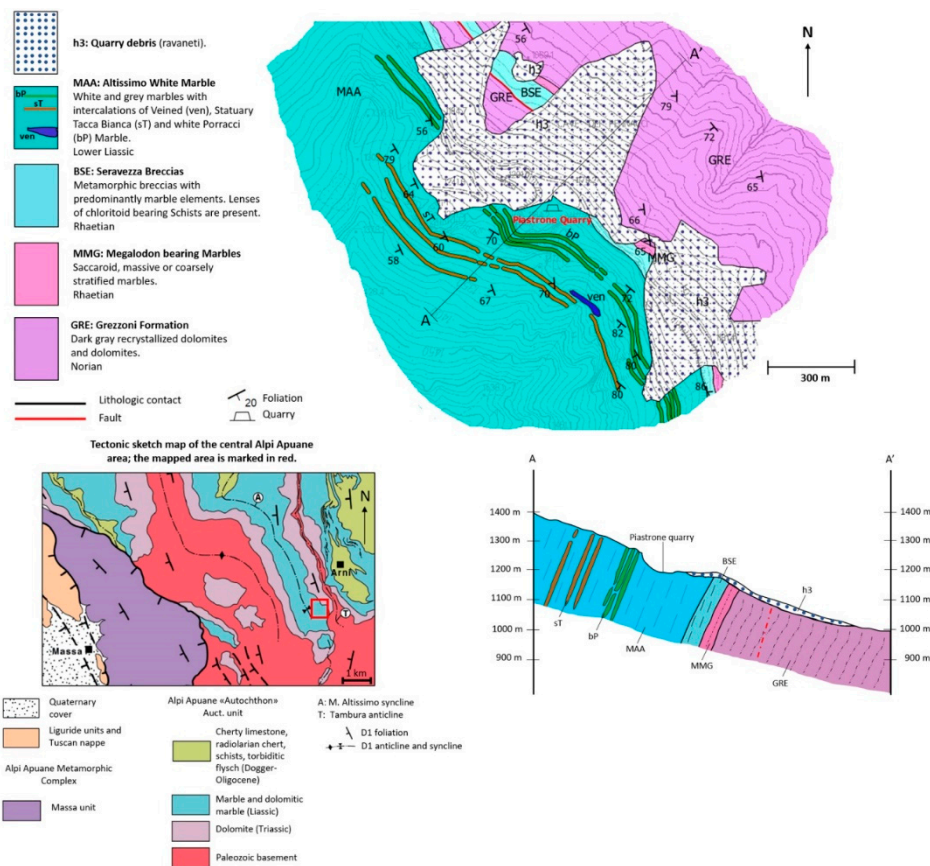 h3: Quarry debris (ravaneti).
bP
sT
ven
MAA: Altissimo White Marble
White and grey marbles with
intercalations of Veined (ven), Statuary
Tacca Bianca (sT) and white Porracci
(bP) Marble.
Lower Liassic
BSE: Seravezza Breccias
Metamorphic breccias with
predominantly marble elements. Lenses
of chloritoid bearing Schists are present.
Rhaetian
MMG: Megalodon bearing Marbles
Saccaroid, massive or coarsely
stratified marbles.
Rhaetian
GRE: Grezzoni Formation
Dark gray recrystallized dolomites
and dolomites.
Norian
Lithologic contact
Fault
20 Foliation
Quarry
56
A'
N
h3
MAA
GRE
BSE
79
56
h3
72
GRE
79
65
64
sT
Piastrone Quarry
66
60
70
bP
65
MMG
58
67
70
ven
72
h3
A
82
80
80
86
300 m
Tectonic sketch map of the central Alpi Apuane
area; the mapped area is marked in red.
A
N
Arni
T
Massa
1 km
Quaternary
cover
Liguride units and
Tuscan nappe
Alpi Apuane Metamorphic
Complex
Massa unit
Alpi Apuane «Autochthon»
Auct. unit
Cherty limestone,
radiolarian chert,
schists, torbiditic
flysch (Dogger-
Oligocene)
Marble and dolomitic
marble (Liassic)
Dolomite (Triassic)
Paleozoic basement
A: M. Altissimo syncline
T: Tambura anticline
D1 foliation
D1 anticline and syncline
A
A'
1400 m
1400 m
1300 m
1300 m
Piastrone quarry
1200 m
BSE
1200 m
1100 m
h3
1100 m
sT
bP
1000 m
MAA
1000 m
900 m
MMG
900 m
GRE